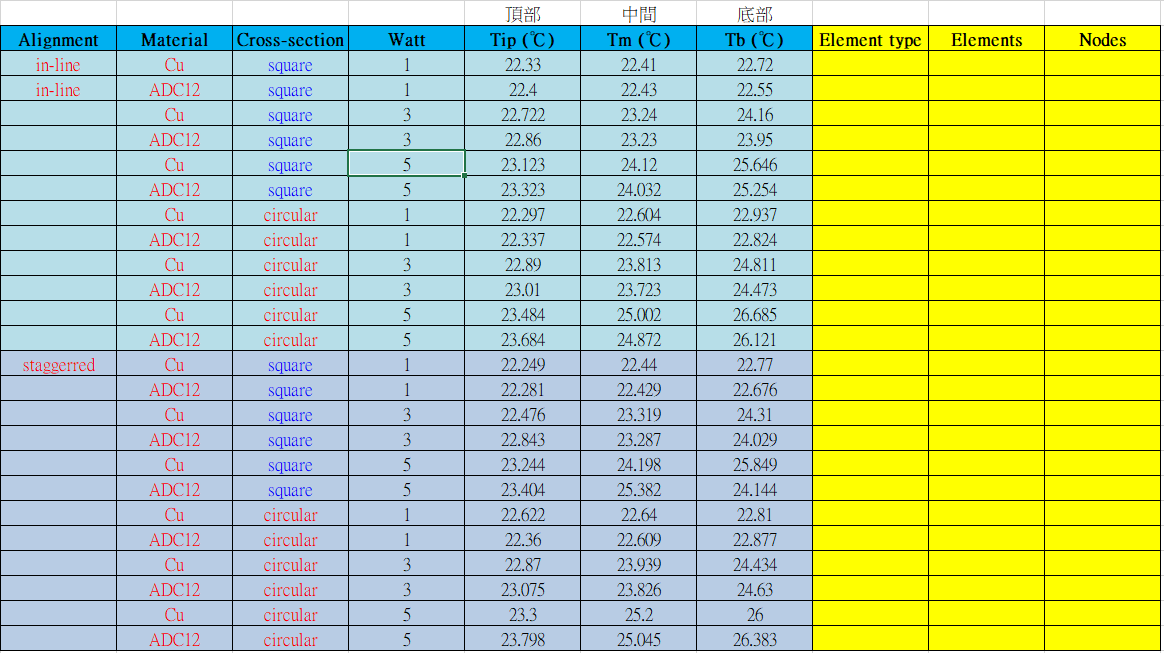 頂部 中間 底部
Alignment Material Cross-section Watt Tip (℃) Tm (℃) Tb (℃) Element type Elements Nodes
in-line Cu square 1 22.33 22.41 22.72
in-line ADC12 square 1 22.4 22.43 22.55
Cu square 3 22.722 23.24 24.16
ADC12 square 3 22.86 23.23 23.95
Cu square 5 23.123 24.12 25.646
ADC12 square 5 23.323 24.032 25.254
Cu circular 1 22.297 22.604 22.937
ADC12 circular 1 22.337 22.574 22.824
Cu circular 3 22.89 23.813 24.811
ADC12 circular 3 23.01 23.723 24.473
Cu circular 5 23.484 25.002 26.685
ADC12 circular 5 23.684 24.872 26.121
staggerred Cu square 1 22.249 22.44 22.77
ADC12 square 1 22.281 22.429 22.676
Cu square 3 22.476 23.319 24.31
ADC12 square 3 22.843 23.287 24.029
Cu square 5 23.244 24.198 25.849
ADC12 square 5 23.404 25.382 24.144
Cu circular 1 22.622 22.64 22.81
ADC12 circular 1 22.36 22.609 22.877
Cu circular 3 22.87 23.939 24.434
ADC12 circular 3 23.075 23.826 24.63
Cu circular 5 23.3 25.2 26
ADC12 circular 5 23.798 25.045 26.383